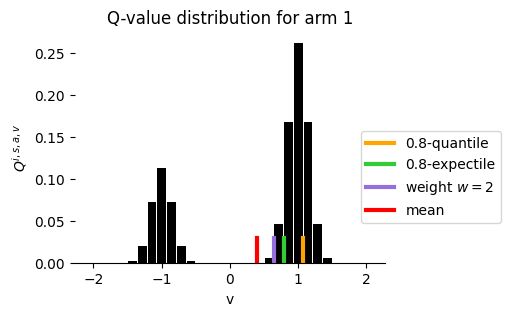 Q-value distribution for arm 1
0.25
0.20
0.15
0.10
0.05
0.00
Q^{i, s, a, v}
−2
−1
0
1
2
v
0.8-quantile
0.8-expectile
weight w = 2
mean